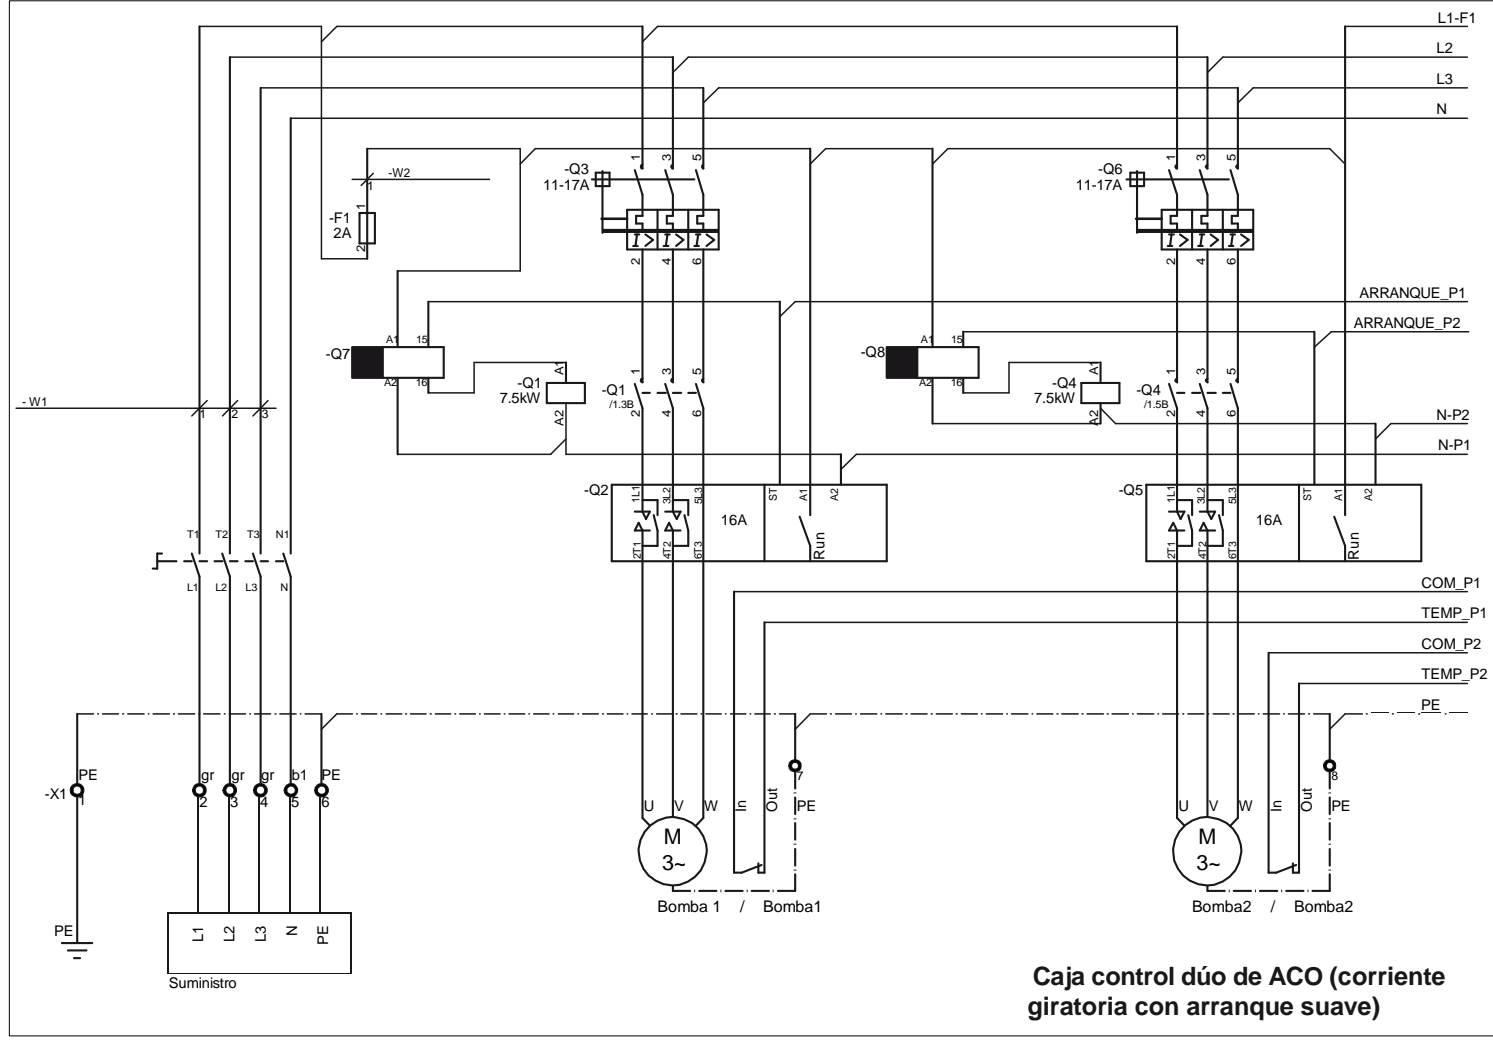 L1-F1
L2
L3
N
-W2
1
1
-F1
2A
2
1 3 5
-Q3
11-17A
I> I> I>
2 4 6
1 3 5
-Q6
11-17A
I> I> I>
2 4 6
ARRANQUE_P1
ARRANQUE_P2
A1 15
-Q7
A2 16
A1
-Q1
7.5kW
A2
1 3 5
-Q1
/1.3B
2 4 6
A1 15
-Q8
A2 16
A1
-Q4
7.5kW
A2
1 3 5
-Q4
/1.5B
2 4 6
- W1
1 2 3
N-P2
N-P1
-Q2
1L1 3L2 5L3
ST A1 A2
16A
Run
2T1 4T2 6T3
-Q5
1L1 3L2 5L3
ST A1 A2
16A
Run
2T1 4T2 6T3
T1 T2 T3 N1
L1 L2 L3 N
COM_P1
TEMP_P1
COM_P2
TEMP_P2
PE
PE gr gr gr b1 PE
-X1 1 2 3 4 5 6
7
8
U V W In Out PE
M
3~
U V W In Out PE
M
3~
Bomba 1 / Bomba1
Bomba2 / Bomba2
PE
L1 L2 L3 N PE
Suministro
Caja control dúo de ACO (corriente
giratoria con arranque suave)